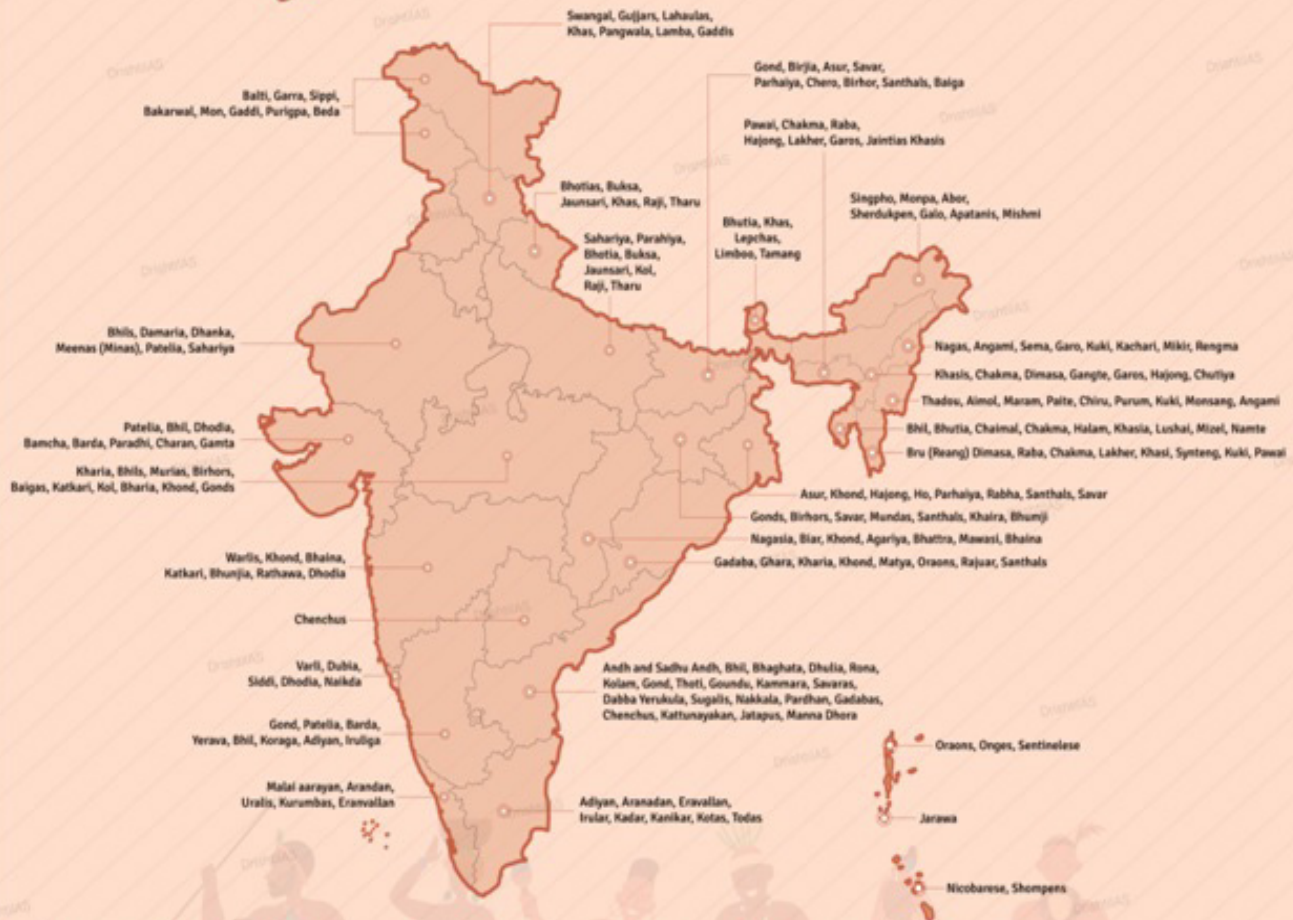 Swangal, Gujjars, Lahaulas,
Khas, Pangwala, Lamba, Gaddis
Gond, Birjia, Asur, Savar,
Parhaiya, Chero, Birhor, Santhals, Baiga
Balti, Garra, Sippi,
Bakarwal, Mon, Gaddi, Purigpa, Beda
Pawai, Chakma, Raba,
Hajong, Lakher, Garos, Jaintias Khasis
Bhotias, Buksa,
Jaunsari, Khas, Raji, Tharu
Singpho, Monpa, Abor,
Sherdukpen, Galo, Apatanis, Mishmi
Bhutia, Khas,
Lepchas,
Limboo, Tamang
Sahariya, Parahiya,
Bhotia, Buksa,
Jaunsari, Kol,
Raji, Tharu
Bhils, Damaria, Dhanka,
Meenas (Minas), Patelia, Sahariya
Nagas, Angami, Sema, Garo, Kuki, Kachari, Mikir, Rengma
Khasis, Chakma, Dimasa, Gangte, Garos, Hajong, Chutiya
Thadou, Aimol, Maram, Paite, Chiru, Purum, Kuki, Monsang, Angami
Patelia, Bhil, Dhodia,
Bamcha, Barda, Paradhi, Charan, Gamta
Bhil, Bhutia, Chaimal, Chakma, Halam, Khasia, Lushai, Mizel, Namte
Bru (Reang) Dimasa, Raba, Chakma, Lakher, Khasi, Synteng, Kuki, Pawai
Kharia, Bhils, Murias, Birhors,
Baigas, Katkari, Kol, Bharia, Khond, Gonds
Asur, Khond, Hajong, Ho, Parhaiya, Rabha, Santhals, Savar
Gonds, Birhors, Savar, Mundas, Santhals, Khaira, Bhumji
Nagasia, Biar, Khond, Agariya, Bhattra, Mawasi, Bhaina
Gadaba, Ghara, Kharia, Khond, Matya, Oraons, Rajuar, Santhals
Warlis, Khond, Bhaina,
Katkari, Bhunjia, Rathawa, Dhodia
Chenchus
Varli, Dubia,
Siddi, Dhodia, Naikda
Andh and Sadhu Andh, Bhil, Bhaghata, Dhulia, Rona,
Kolam, Gond, Thoti, Goundu, Kammara, Savaras,
Dabba Yerukula, Sugalis, Nakkala, Pardhan, Gadabas,
Chenchus, Kattunayakan, Jatapus, Manna Dhora
Gond, Patelia, Barda,
Yerava, Bhil, Koraga, Adiyan, Iruliga
Oraons, Onges, Sentinelese
Malai aarayan, Arandan,
Uralis, Kurumbas, Eranvallan
Adiyan, Aranadan, Eravallan,
Irular, Kadar, Kanikar, Kotas, Todas
Jarawa
Nicobarese, Shompens